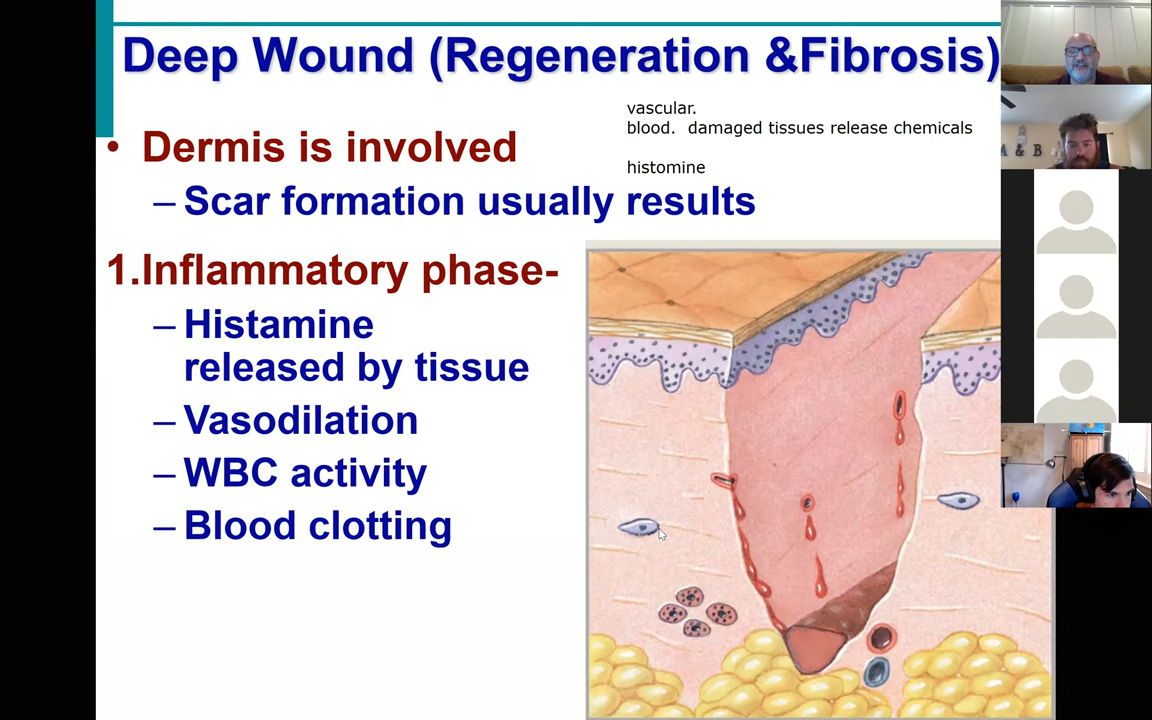 Deep Wound (Regeneration &Fibrosis)
vascular.
blood.  damaged tissues release chemicals
• Dermis is involved
histomine
– Scar formation usually results
1.Inflammatory phase-
– Histamine
released by tissue
– Vasodilation
– WBC activity
– Blood clotting
& B